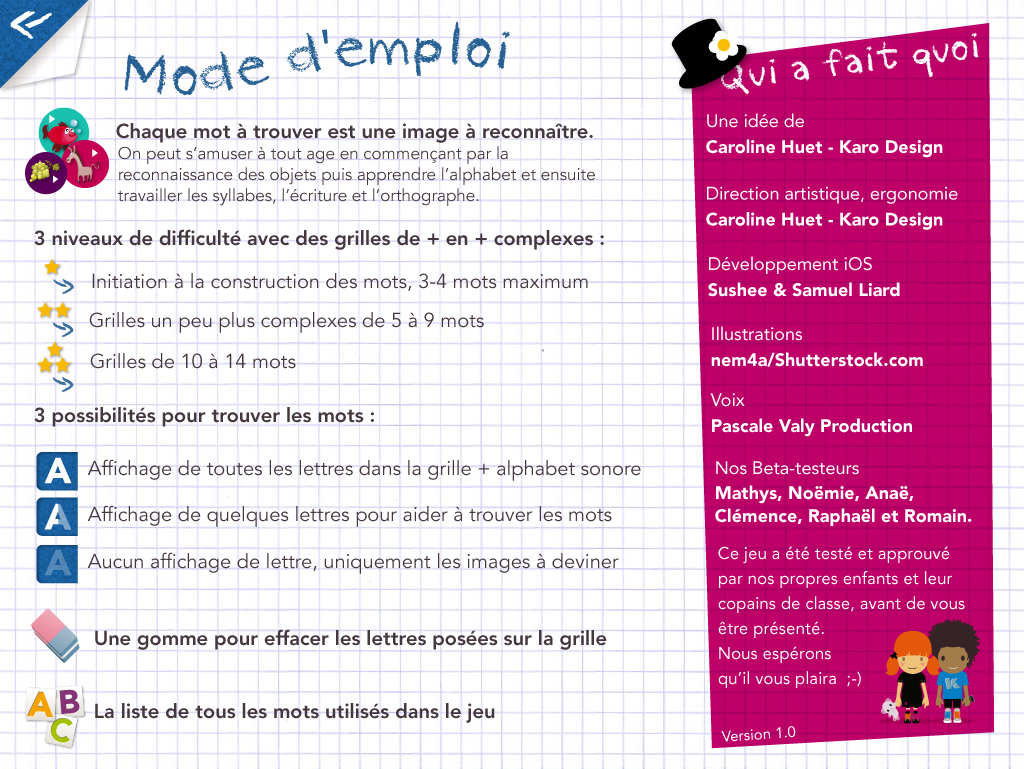 Mode d'emploi
Chaque mot à trouver est une image à reconnaître.
On peut s'amuser à tout age en commençant par la
reconnaissance des objets puis apprendre l'alphabet et ensuite
travailler les syllabes, l'écriture et l'orthographe.
3 niveaux de difficulté avec des grilles de + en + complexes :
Initiation à la construction des mots, 3-4 mots maximum
Grilles un peu plus complexes de 5 à 9 mots
Grilles de 10 à 14 mots
3 possibilités pour trouver les mots :
A Affichage de toutes les lettres dans la grille + alphabet sonore
A Affichage de quelques lettres pour aider à trouver les mots
A Aucun affichage de lettre, uniquement les images à deviner
Une gomme pour effacer les lettres posées sur la grille
A B C La liste de tous les mots utilisés dans le jeu
Qui a fait quoi
Une idée de
Caroline Huet - Karo Design
Direction artistique, ergonomie
Caroline Huet - Karo Design
Développement iOS
Sushee & Samuel Liard
Illustrations
nem4a/Shutterstock.com
Voix
Pascale Valy Production
Nos Beta-testeurs
Mathys, Noëmie, Anaë,
Clémence, Raphaël et Romain.
Ce jeu a été testé et approuvé
par nos propres enfants et leur
copains de classe, avant de vous
être présenté.
Nous espérons
qu'il vous plaira ;-)
K
Version 1.0